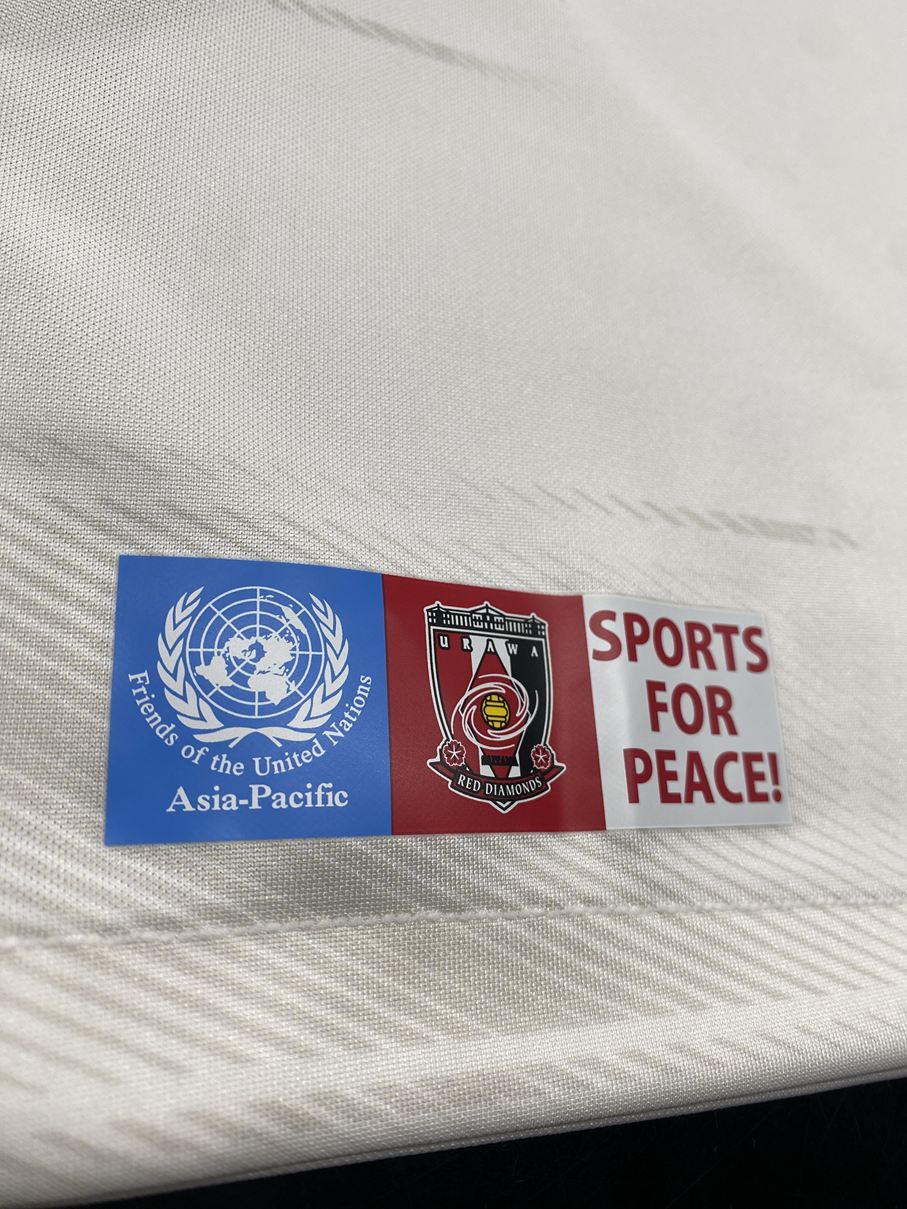 Friends of the United Nations
Asia-Pacific
URAWA
RED DIAMONDS
SPORTS
FOR
PEACE!